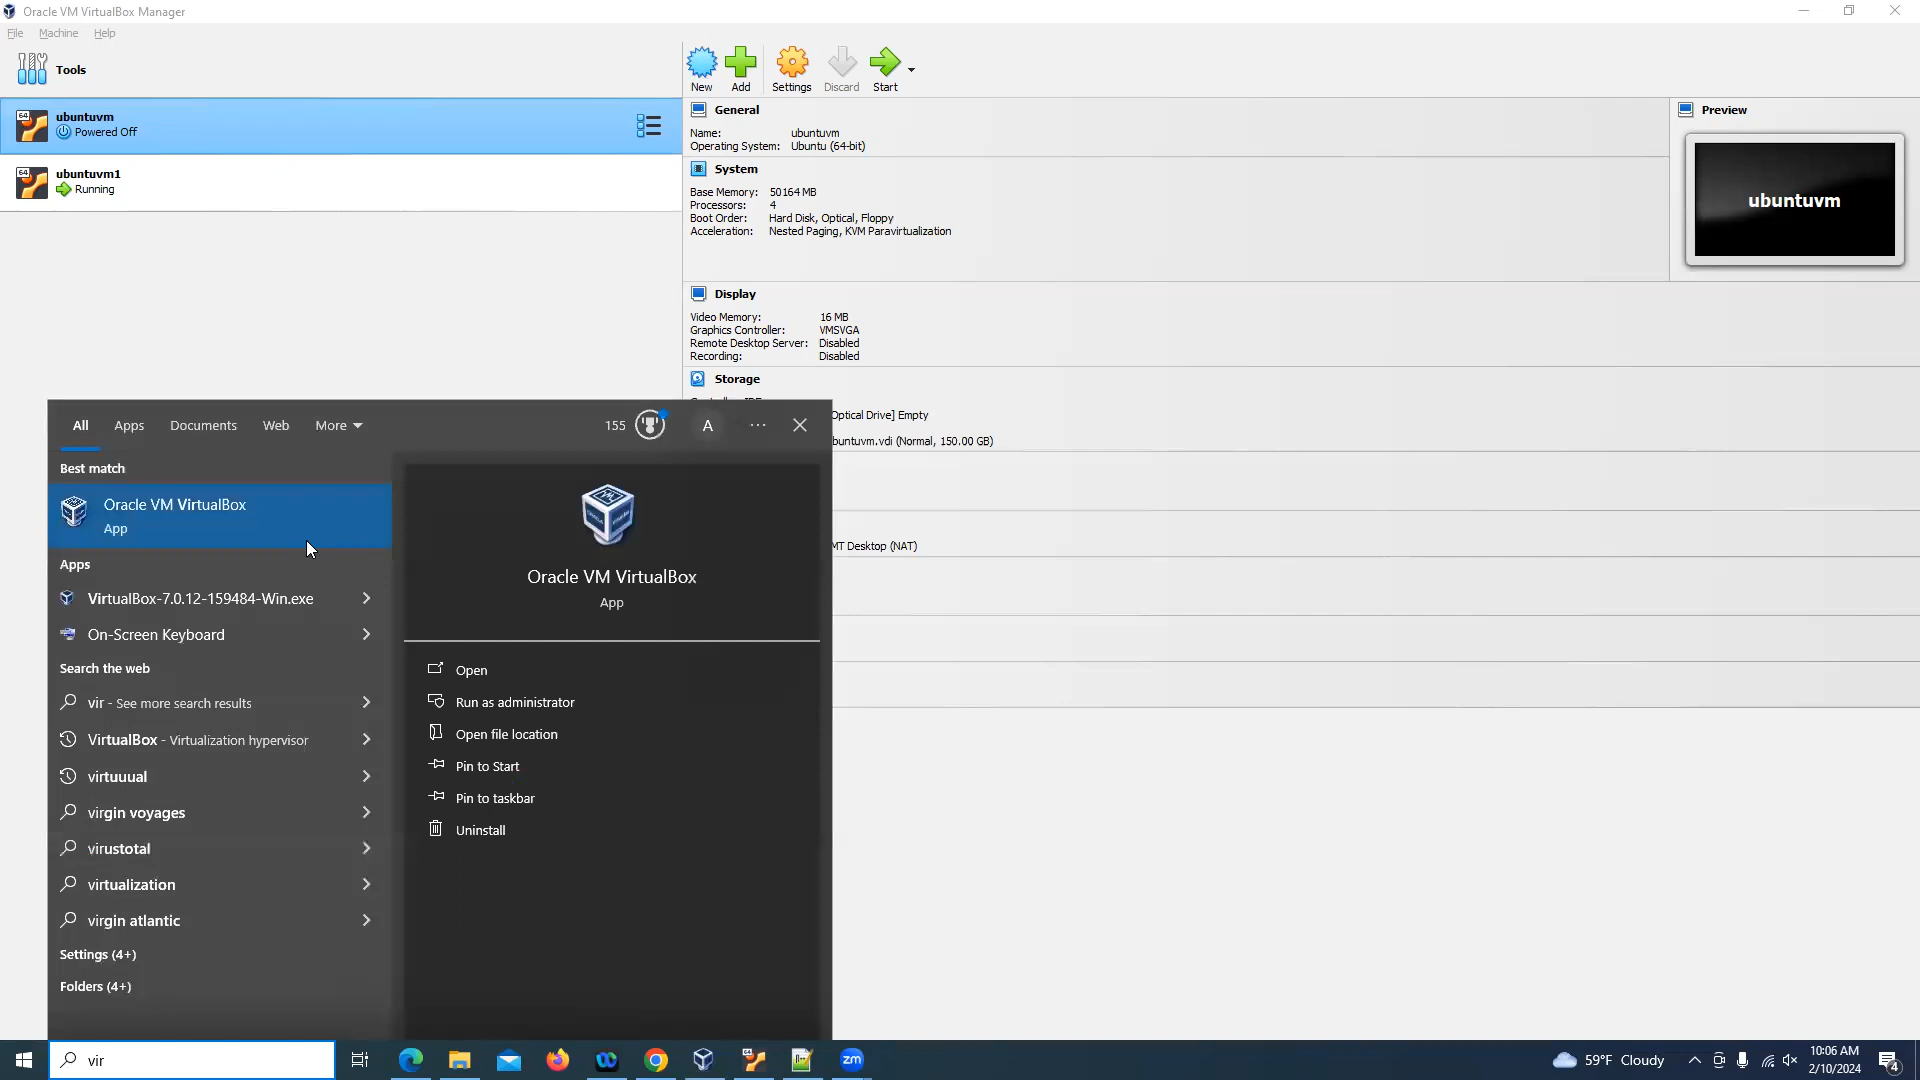 Oracle VM VirtualBox Manager
File Machine Help
Tools
New Add Settings Discard Start
64
ubuntuvm
Powered Off
64
ubuntuvm1
Running
General
Name: ubuntuvm
Operating System: Ubuntu (64-bit)
System
Base Memory: 50164 MB
Processors: 4
Boot Order: Hard Disk, Optical, Floppy
Acceleration: Nested Paging, KVM Paravirtualization
Preview
ubuntuvm
Display
Video Memory: 16 MB
Graphics Controller: VMSVGA
Remote Desktop Server: Disabled
Recording: Disabled
Storage
Optical Drive] Empty
buntuvm.vdi (Normal, 150.00 GB)
MT Desktop (NAT)
All Apps Documents Web More 155 A ...
Best match
Oracle VM VirtualBox
App
Apps
VirtualBox-7.0.12-159484-Win.exe
On-Screen Keyboard
Search the web
vir - See more search results
VirtualBox - Virtualization hypervisor
virtuuual
virgin voyages
virustotal
virtualization
virgin atlantic
Settings (4+)
Folders (4+)
Oracle VM VirtualBox
App
Open
Run as administrator
Open file location
Pin to Start
Pin to taskbar
Uninstall
vir
zm
59°F Cloudy
10:06 AM
2/10/2024
4